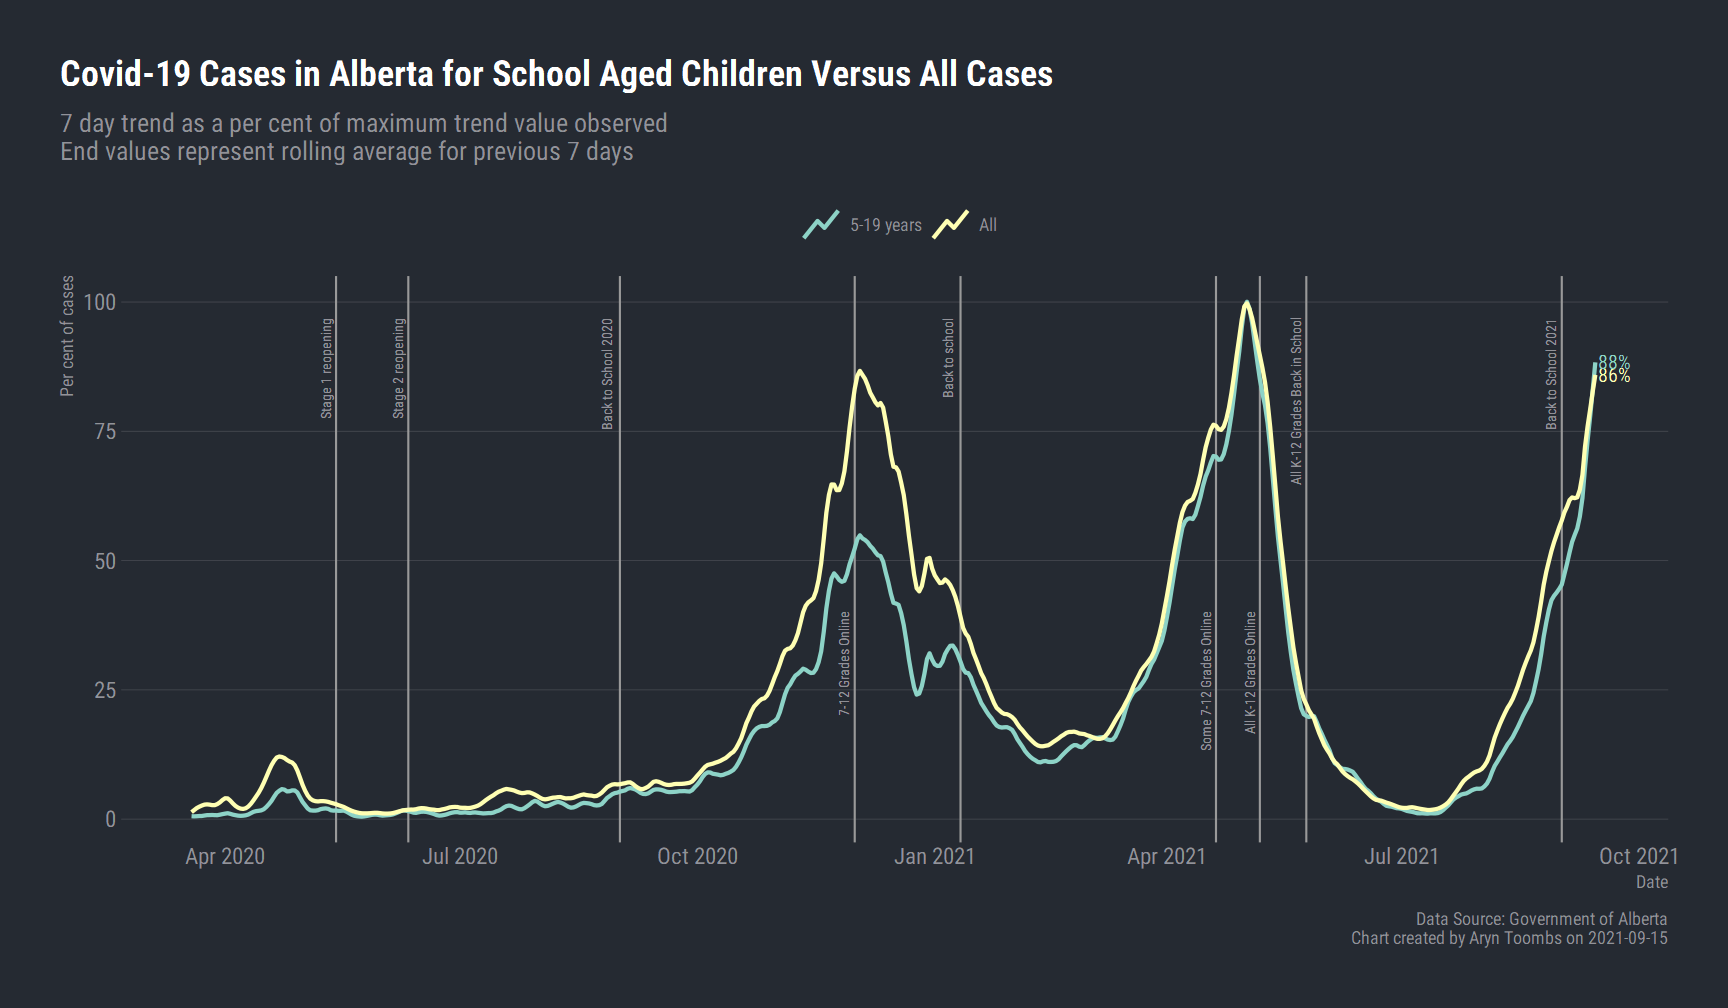 Covid-19 Cases in Alberta for School Aged Children Versus All Cases
7 day trend as a per cent of maximum trend value observed
End values represent rolling average for previous 7 days
5-19 years
All
Per cent of cases
100
75
50
25
0
Stage 1 reopening
Stage 2 reopening
Back to School 2020
7-12 Grades Online
Back to school
Some 7-12 Grades Online
All K-12 Grades Online
All K-12 Grades Back in School
Back to School 2021
88%
86%
Apr 2020
Jul 2020
Oct 2020
Jan 2021
Apr 2021
Jul 2021
Oct 2021
Date
Data Source: Government of Alberta
Chart created by Aryn Toombs on 2021-09-15